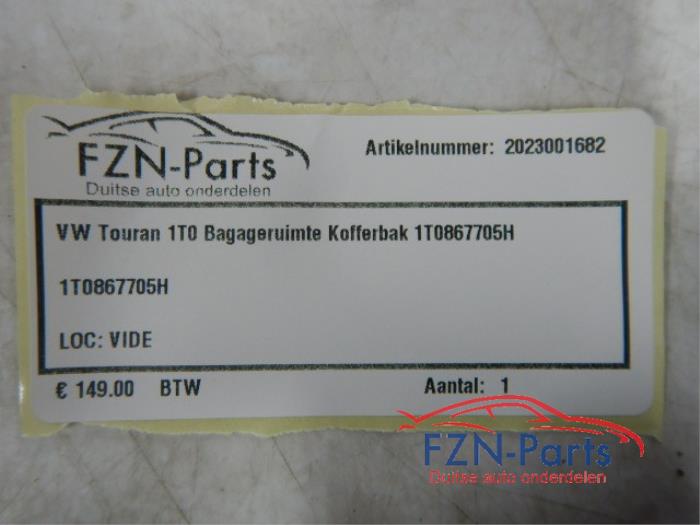 FZN-Parts
Duitse auto onderdelen
Artikelnummer: 2023001682
VW Touran 1T0 Bagageruimte Kofferbak 1T0867705H
1T0867705H
LOC: VIDE
€ 149.00 BTW
Aantal: 1
FZN-Parts
Duitse auto onderdelen